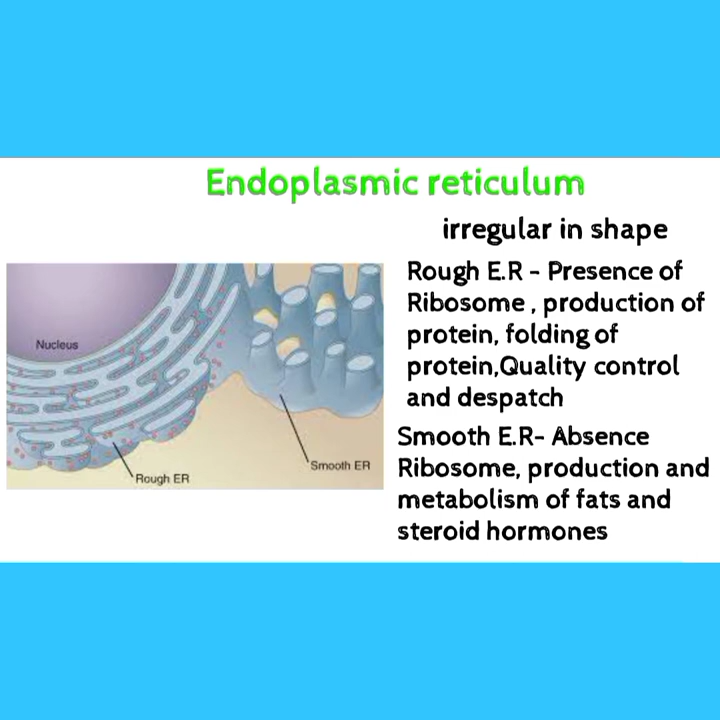 Endoplasmic reticulum
irregular in shape
Rough E.R - Presence of
Ribosome , production of
protein, folding of
protein,Quality control
and despatch
Smooth E.R- Absence
Ribosome, production and
metabolism of fats and
steroid hormones
Nucleus
Smooth ER
Rough ER